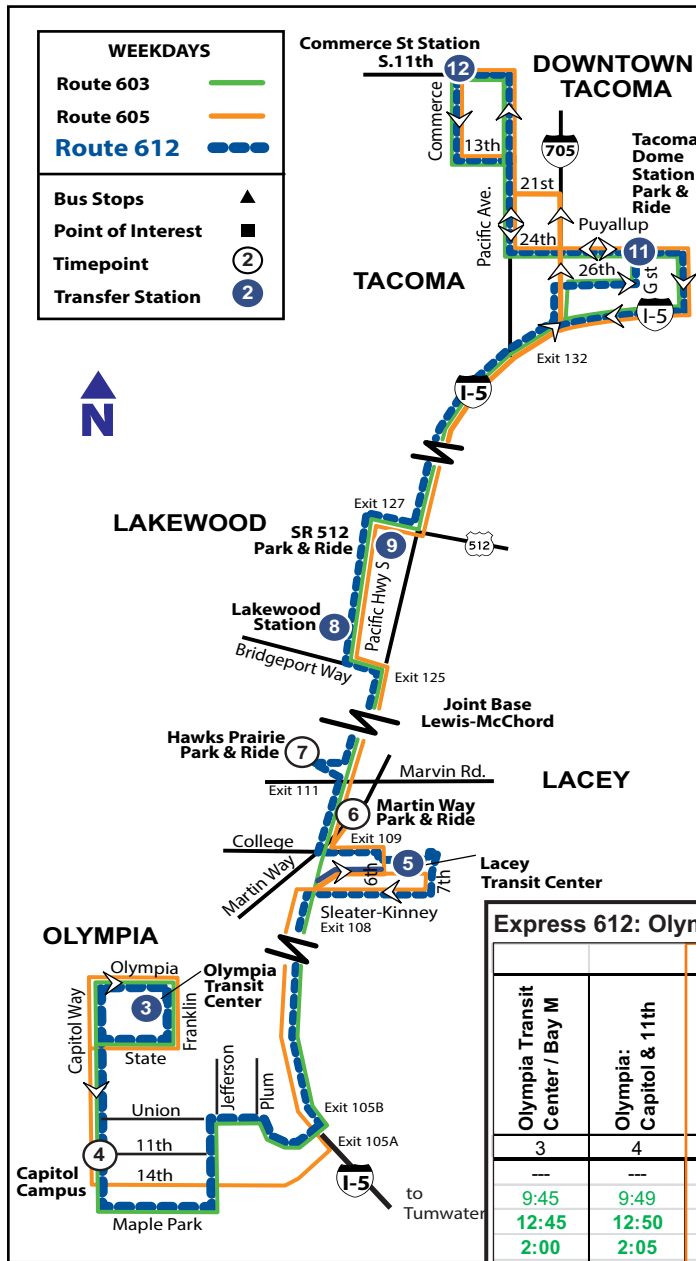 WEEKDAYS
Route 603
Route 605
Route 612
Bus Stops
Point of Interest
Timepoint
2
Transfer Station
2
N
Commerce St Station
S.11th
12
DOWNTOWN
TACOMA
Commerce
13th
705
Tacoma
Dome
Station
Park &
Ride
21st
Pacific Ave.
Puyallup
24th
11
26th
G st
I-5
TACOMA
Exit 132
I-5
LAKEWOOD
Exit 127
SR 512
Park & Ride
9
512
Pacific Hwy S
Lakewood
Station
8
Bridgeport Way
Exit 125
Joint Base
Lewis-McChord
Hawks Prairie
Park & Ride
7
Marvin Rd.
Exit 111
LACEY
6
Martin Way
Park & Ride
College
Exit 109
Martin Way
5
6th
7th
Lacey
Transit Center
Sleater-Kinney
Exit 108
OLYMPIA
Olympia
Olympia
Transit
Center
3
Capitol Way
Franklin
State
Jefferson
Plum
Union
Exit 105B
11th
Exit 105A
4
Capitol
Campus
14th
I-5
to
Tumwater
Maple Park
Express 612: Olyn
Olympia Transit
Center / Bay M
Olympia:
Capitol & 11th
3 4
--- ---
9:45 9:49
12:45 12:50
2:00 2:05